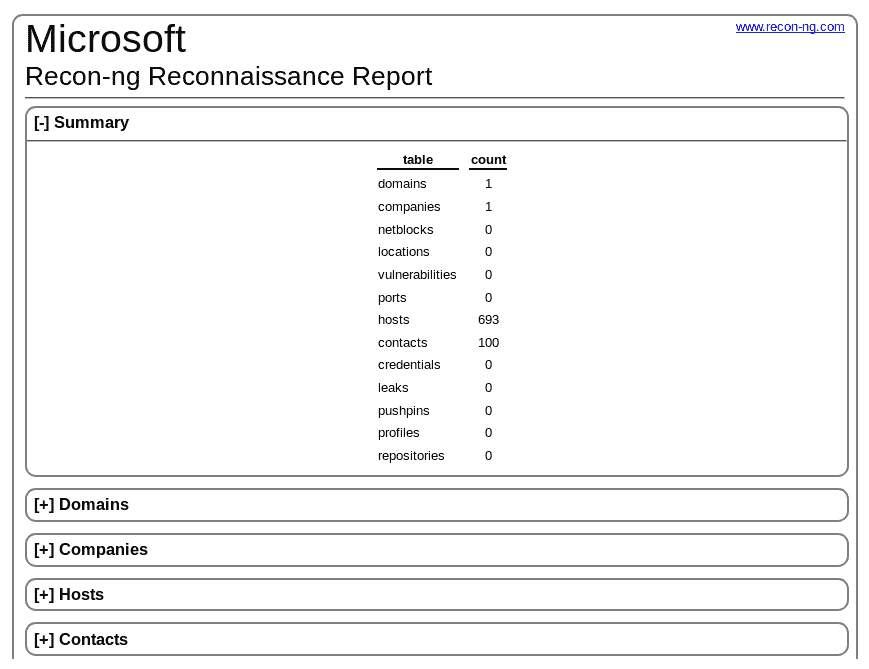 Microsoft
www.recon-ng.com
Recon-ng Reconnaissance Report
[-] Summary
table count
domains 1
companies 1
netblocks 0
locations 0
vulnerabilities 0
ports 0
hosts 693
contacts 100
credentials 0
leaks 0
pushpins 0
profiles 0
repositories 0
[+] Domains
[+] Companies
[+] Hosts
[+] Contacts